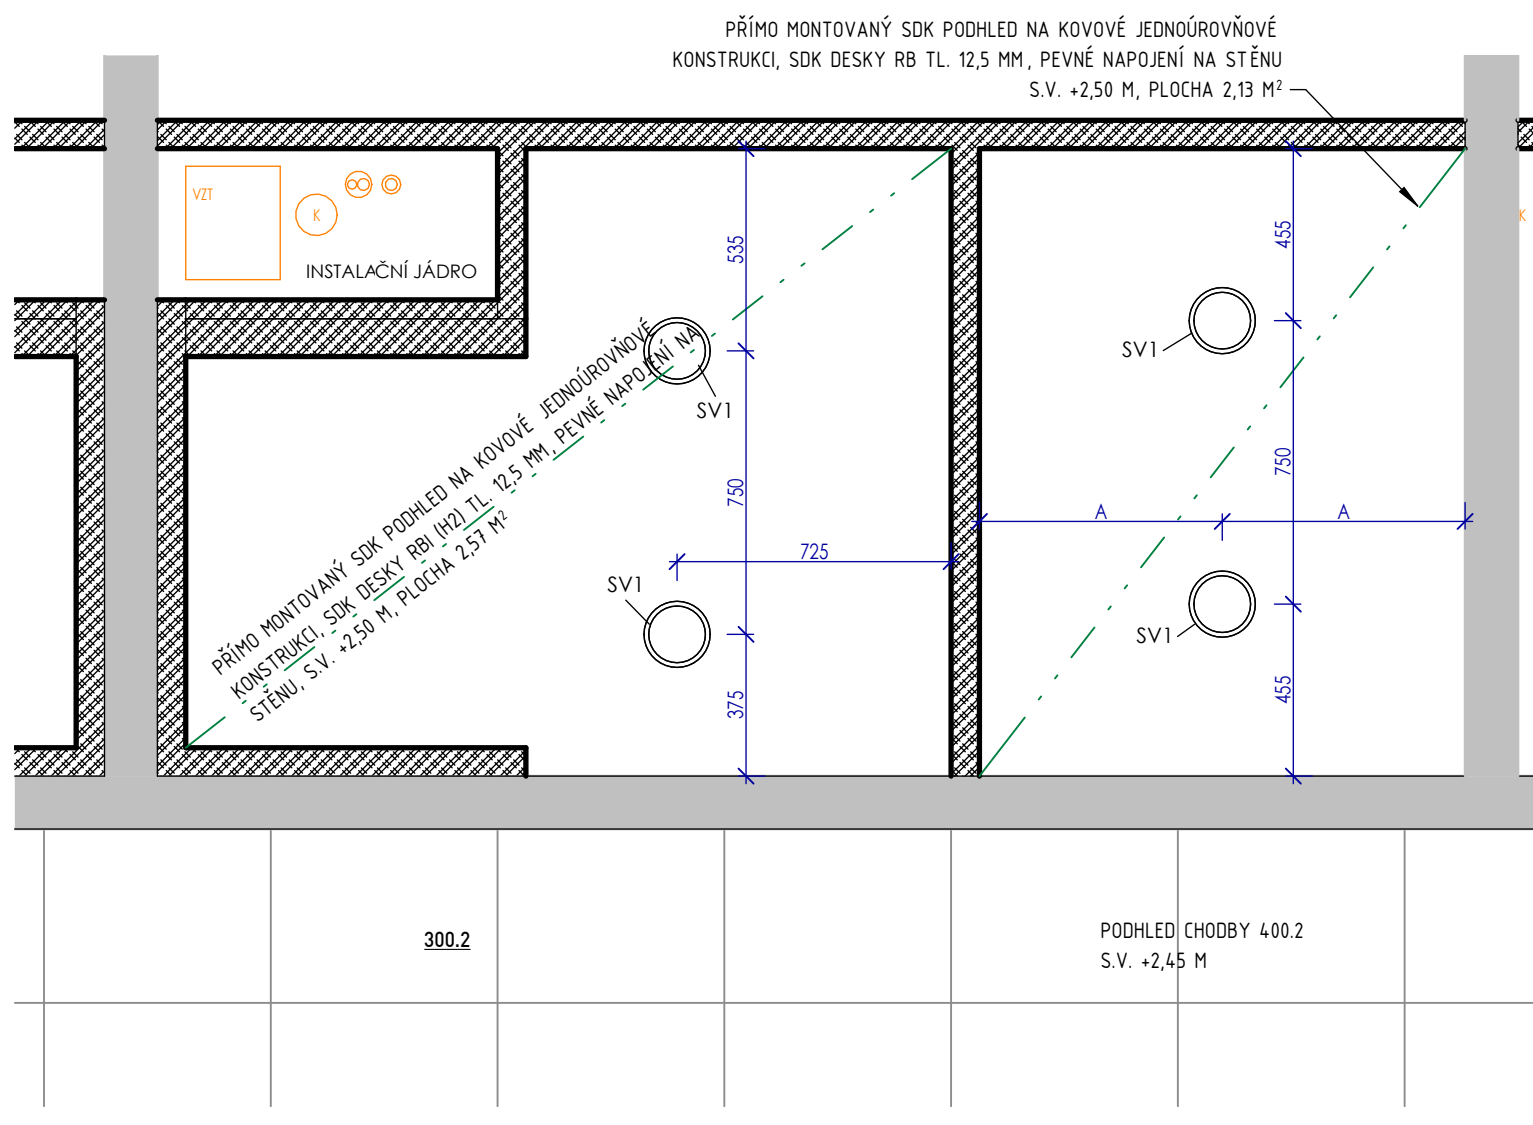 PŘÍMO MONTOVANÝ SDK PODHLED NA KOVOVÉ JEDNOÚROVŇOVÉ
KONSTRUKCI, SDK DESKY RB TL. 12,5 MM, PEVNÉ NAPOJENÍ NA STĚNU
S.V. +2,50 M, PLOCHA 2,13 M²
VZT
K
INSTALAČNÍ JÁDRO
K
535
455
SV1
SV1
PŘÍMO MONTOVANÝ SDK PODHLED NA KOVOVÉ JEDNOÚROVŇOVÉ
KONSTRUKCI, SDK DESKY RBI (H2) TL. 12,5 MM, PEVNÉ NAPOJENÍ NA
STĚNU, S.V. +2,50 M, PLOCHA 2,57 M²
750
750
A
A
725
SV1
SV1
375
455
300.2
PODHLED CHODBY 400.2
S.V. +2,45 M